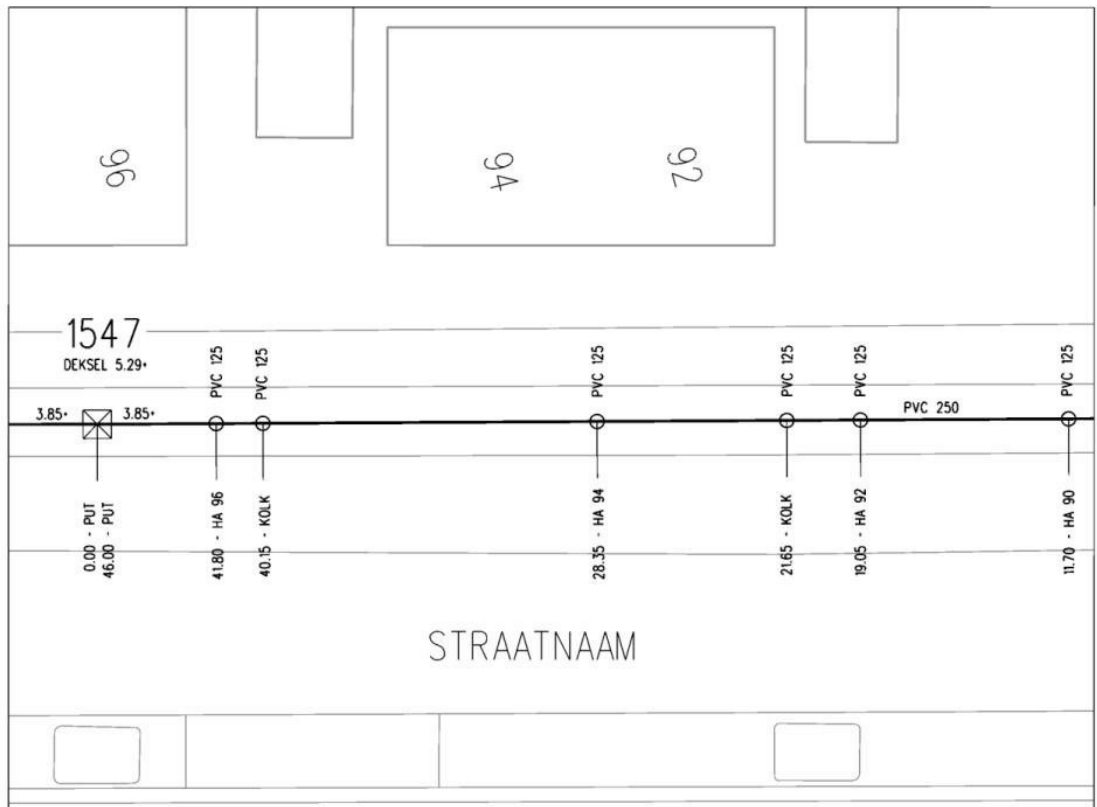 96
94
92
1547
DEKSEL 5.29+
PVC 125
PVC 125
PVC 125
PVC 125
PVC 125
PVC 125
3.85+
3.85+
PVC 250
0.00 - PUT
46.00 - PUT
41.80 - HA 96
40.15 - KOLK
28.35 - HA 94
21.65 - KOLK
19.05 - HA 92
11.70 - HA 90
STRAATNAAM